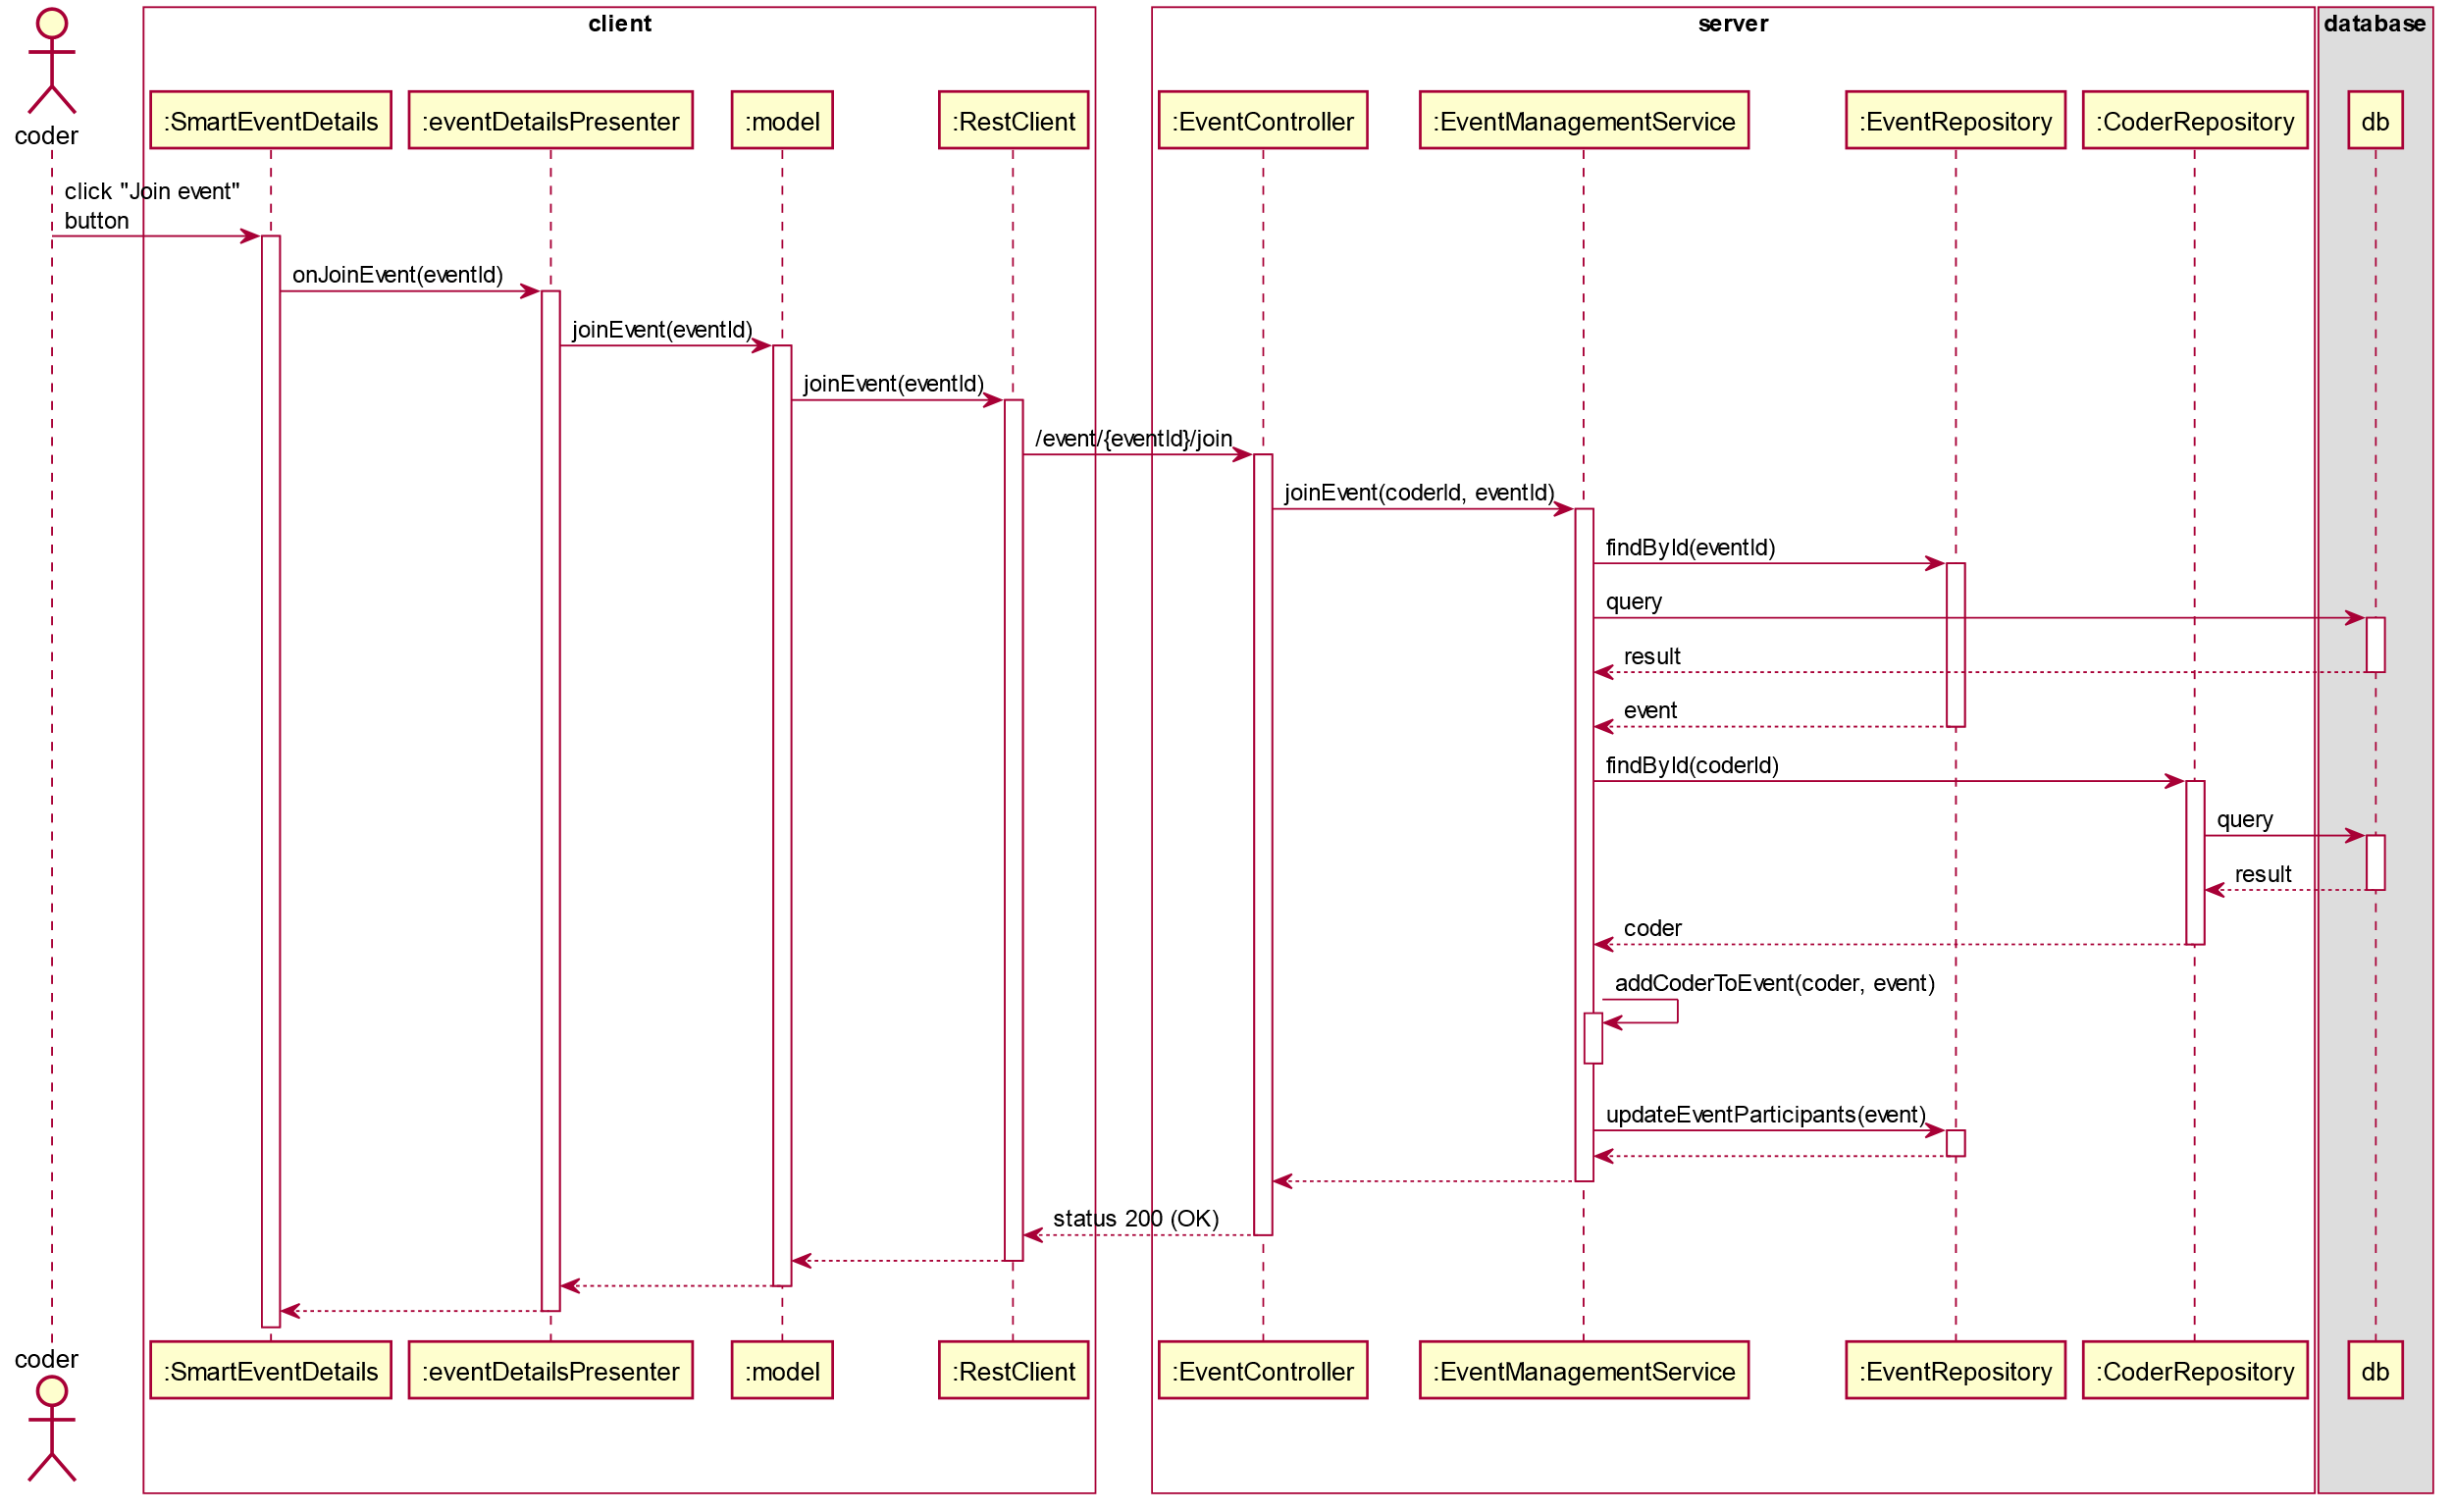 client
server
database
coder
:SmartEventDetails
:eventDetailsPresenter
:model
:RestClient
:EventController
:EventManagementService
:EventRepository
:CoderRepository
db
click "Join event"
button
onJoinEvent(eventId)
joinEvent(eventId)
joinEvent(eventId)
/event/{eventId}/join
joinEvent(coderId, eventId)
findById(eventId)
query
result
event
findById(coderId)
query
result
coder
addCoderToEvent(coder, event)
updateEventParticipants(event)
status 200 (OK)
coder
:SmartEventDetails
:eventDetailsPresenter
:model
:RestClient
:EventController
:EventManagementService
:EventRepository
:CoderRepository
db